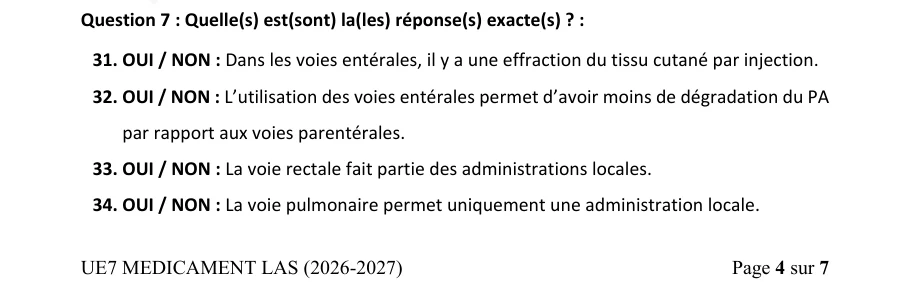 Question 7 : Quelle(s) est(sont) la(les) réponse(s) exacte(s) ? :
31. OUI / NON : Dans les voies entérales, il y a une effraction du tissu cutané par injection.
32. OUI / NON : L’utilisation des voies entérales permet d’avoir moins de dégradation du PA
par rapport aux voies parentérales.
33. OUI / NON : La voie rectale fait partie des administrations locales.
34. OUI / NON : La voie pulmonaire permet uniquement une administration locale.
UE7 MEDICAMENT LAS (2026-2027) Page 4 sur 7